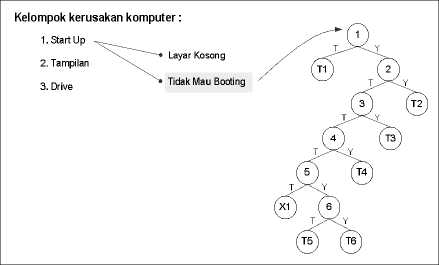 Kelompok kerusakan komputer :
1. Start Up
Layar Kosong
2. Tampilan
Tidak Mau Booting
3. Drive
1
T Y
T1 2
T Y
3 T2
T Y
4 T3
T Y
5 T4
T Y
X1 6
T Y
T5 T6